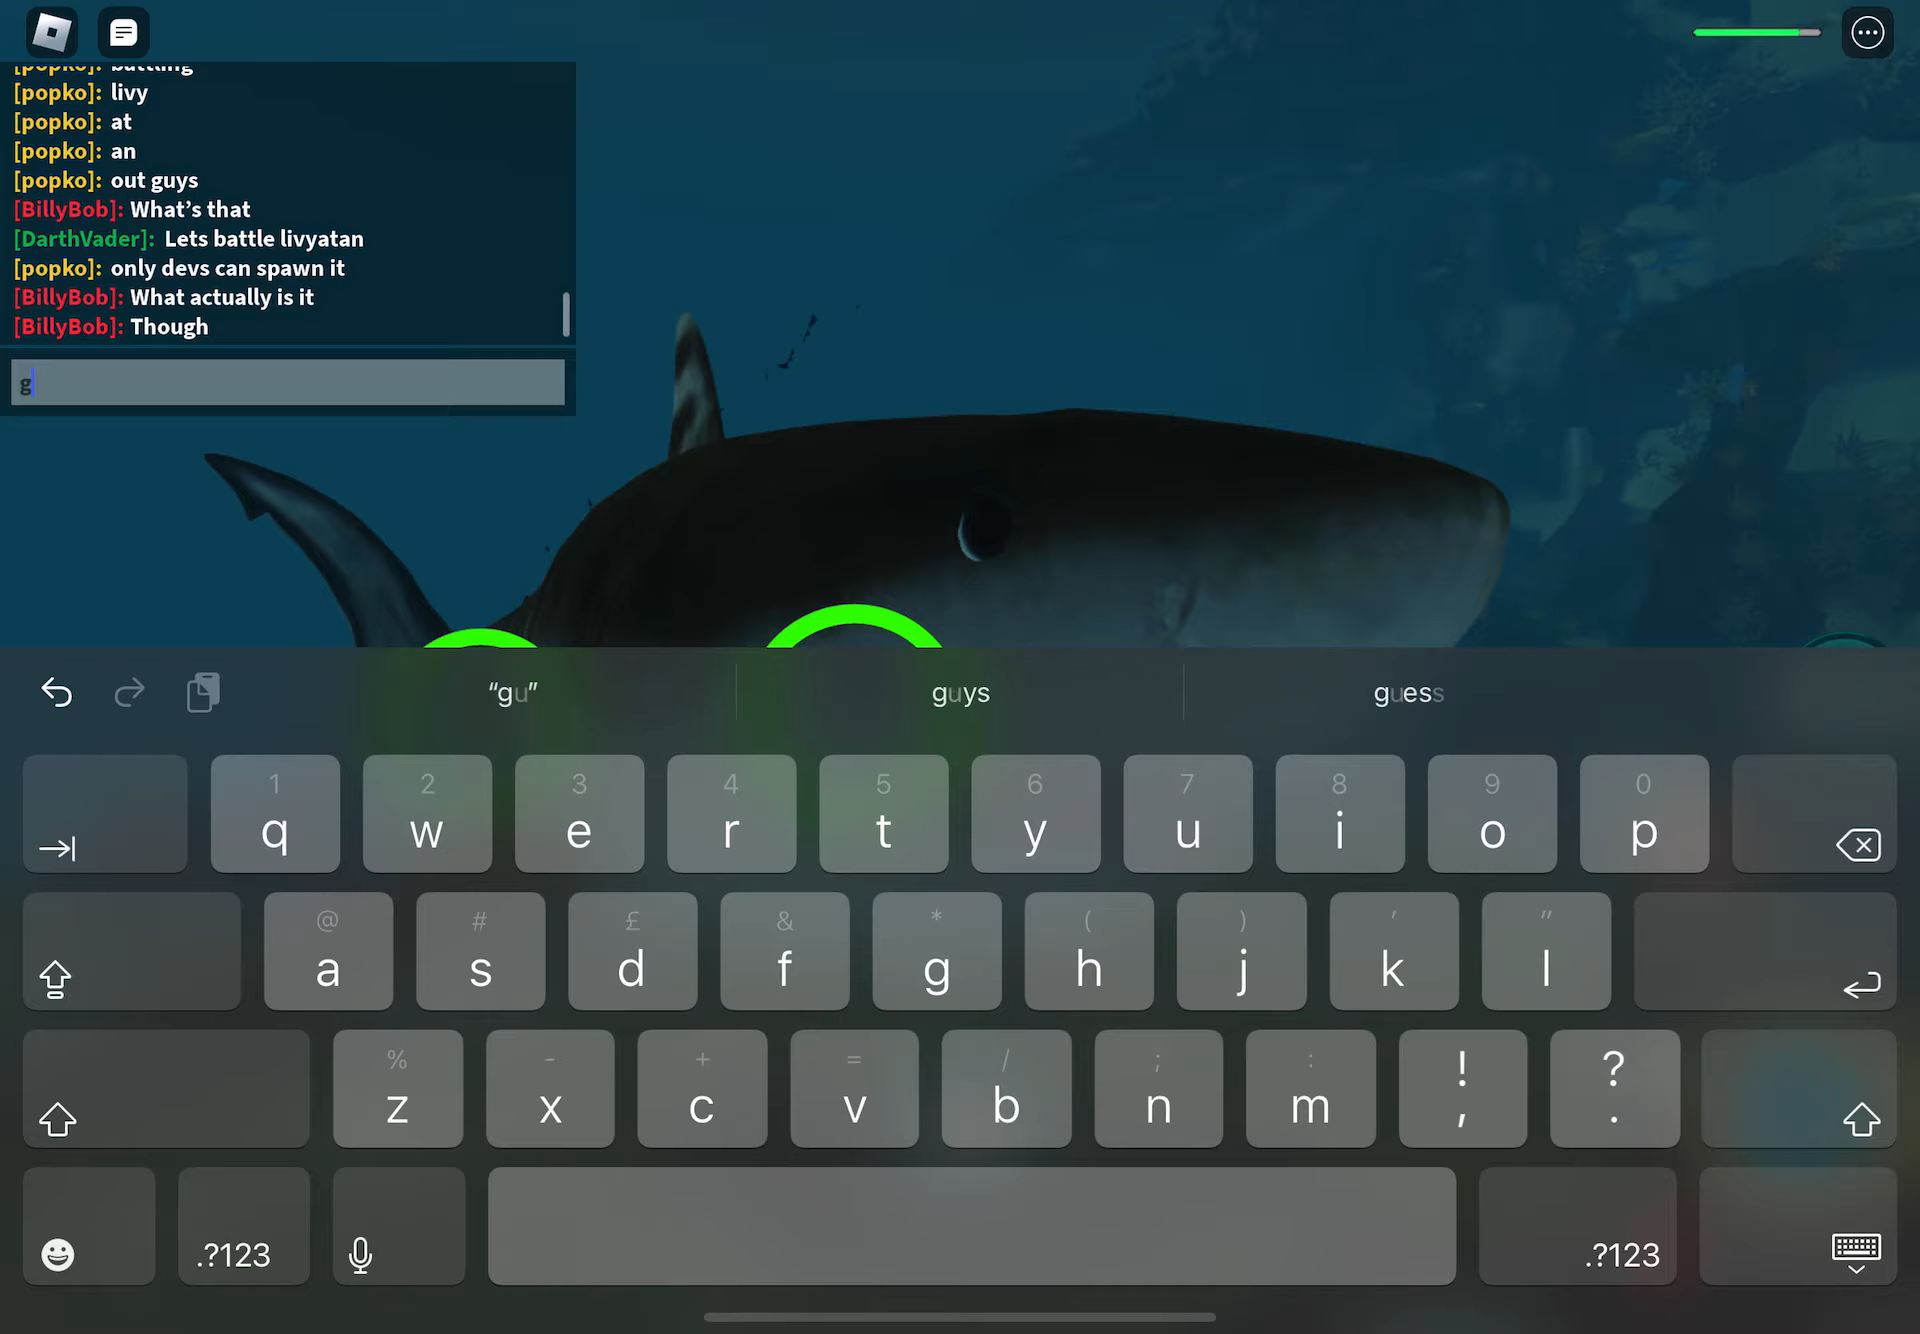 [popko]: battling
[popko]: livy
[popko]: at
[popko]: an
[popko]: out guys
[BillyBob]: What’s that
[DarthVader]: Lets battle livyatan
[popko]: only devs can spawn it
[BillyBob]: What actually is it
[BillyBob]: Though
g
“gu” guys guess
1 2 3 4 5 6 7 8 9 0
q w e r t y u i o p
@ # £ & * ( ) ' "
a s d f g h j k l
% - + = / ; : ! ?
z x c v b n m , .
.?123 .?123